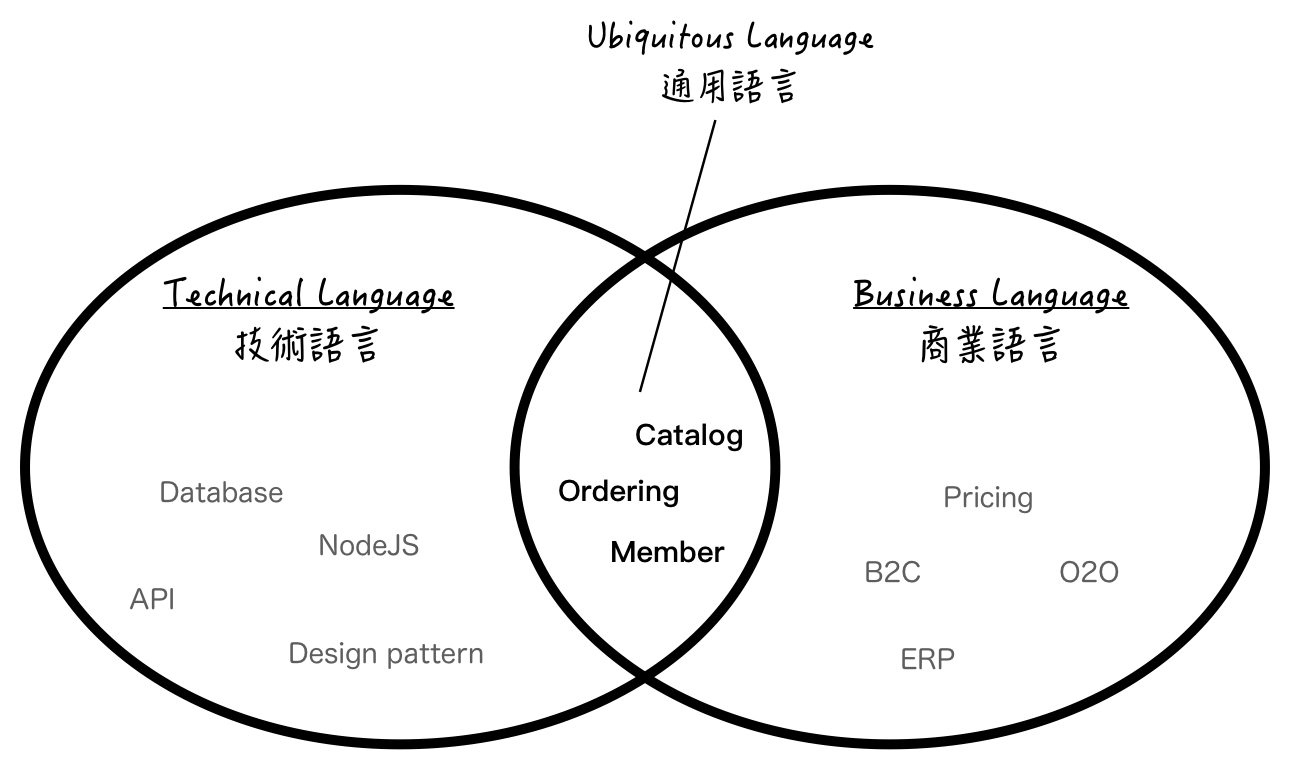 Ubiquitous Language
通用語言
Technical Language
技術語言
Business Language
商業語言
Catalog
Ordering
Member
Database
NodeJS
API
Design pattern
Pricing
B2C
O2O
ERP